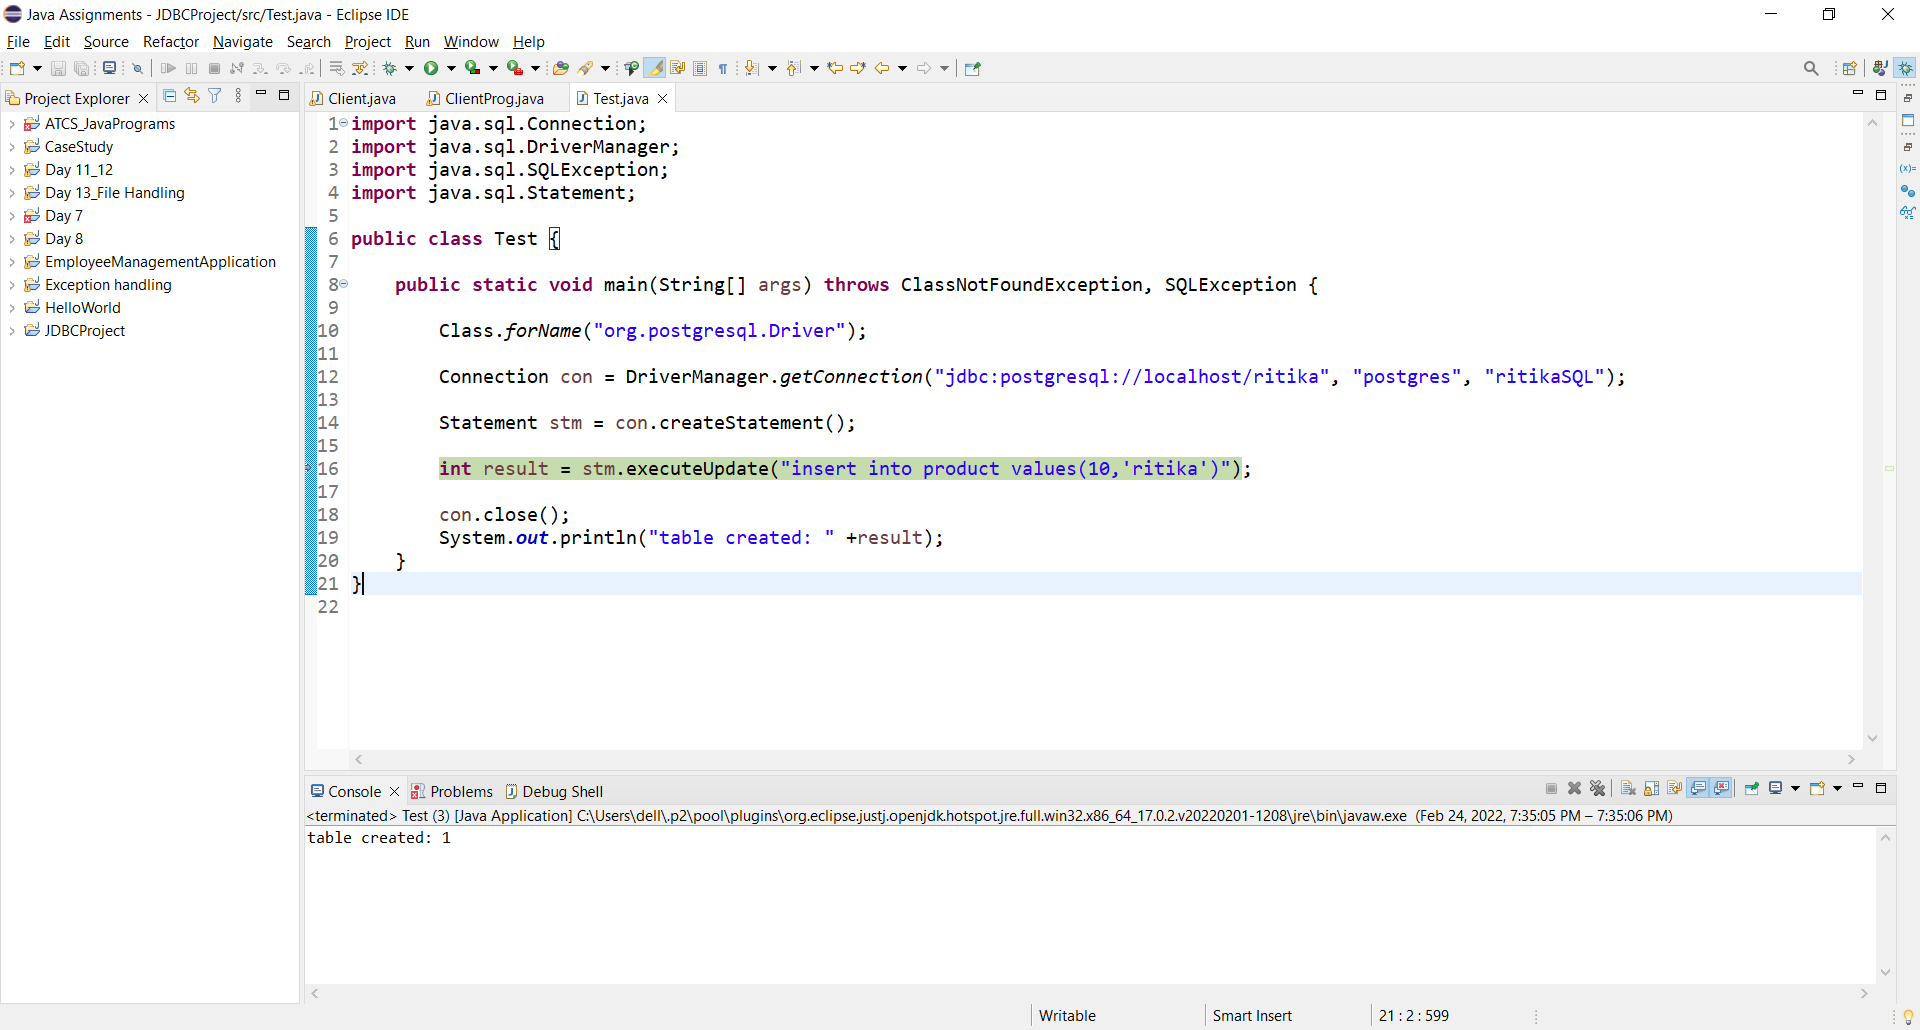 Java Assignments - JDBCProject/src/Test.java - Eclipse IDE
File Edit Source Refactor Navigate Search Project Run Window Help
Project Explorer
Client.java ClientProg.java Test.java
ATCS_JavaPrograms
CaseStudy
Day 11_12
Day 13_File Handling
Day 7
Day 8
EmployeeManagementApplication
Exception handling
HelloWorld
JDBCProject
1 import java.sql.Connection;
2 import java.sql.DriverManager;
3 import java.sql.SQLException;
4 import java.sql.Statement;
5
6 public class Test {
7
8 public static void main(String[] args) throws ClassNotFoundException, SQLException {
9
10 Class.forName("org.postgresql.Driver");
11
12 Connection con = DriverManager.getConnection("jdbc:postgresql://localhost/ritika", "postgres", "ritikaSQL");
13
14 Statement stm = con.createStatement();
15
16 int result = stm.executeUpdate("insert into product values(10,'ritika')");
17
18 con.close();
19 System.out.println("table created: " +result);
20 }
21 }
22
Console Problems Debug Shell
<terminated> Test (3) [Java Application] C:\Users\dell\.p2\pool\plugins\org.eclipse.justj.openjdk.hotspot.jre.full.win32.x86_64_17.0.2.v20220201-1208\jre\bin\javaw.exe (Feb 24, 2022, 7:35:05 PM – 7:35:06 PM)
table created: 1
Writable Smart Insert 21 : 2 : 599